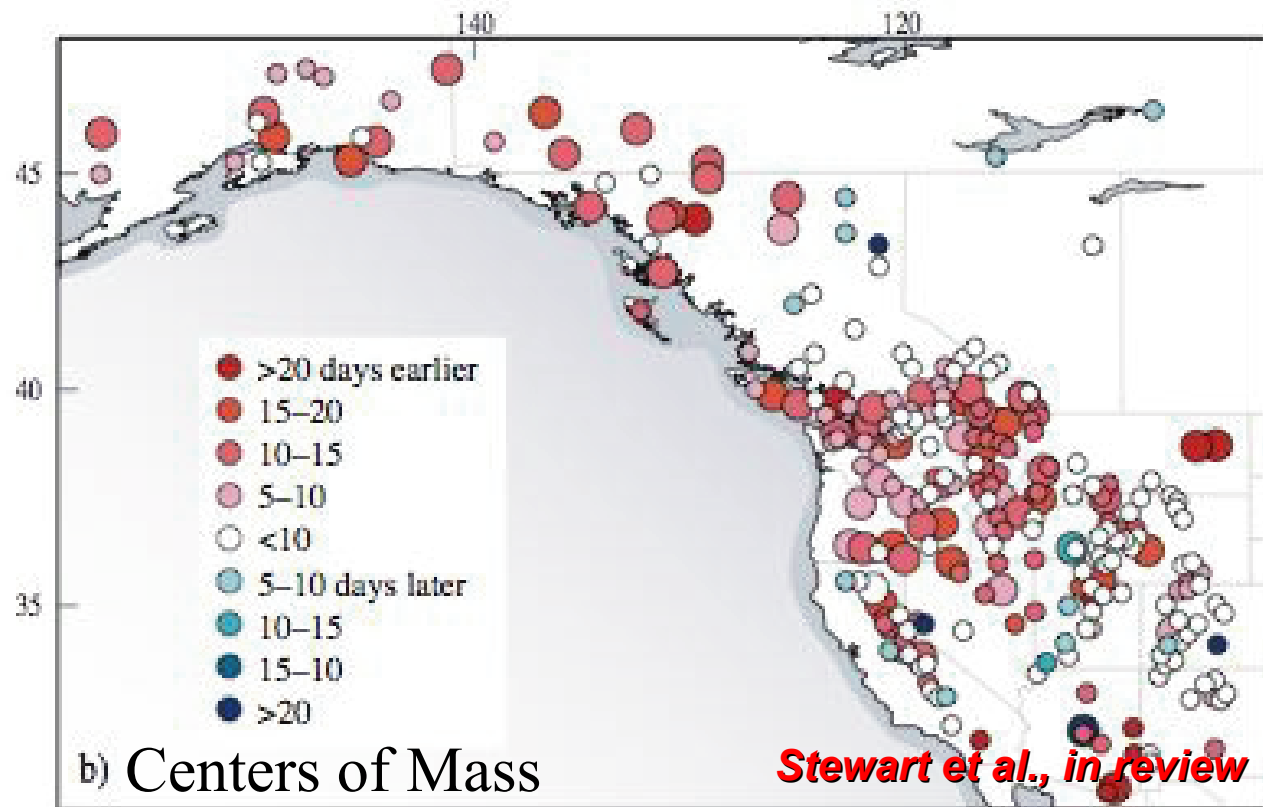 140 120
45
40
35
>20 days earlier
15–20
10–15
5–10
<10
5–10 days later
10–15
15–10
>20
b) Centers of Mass
Stewart et al., in review